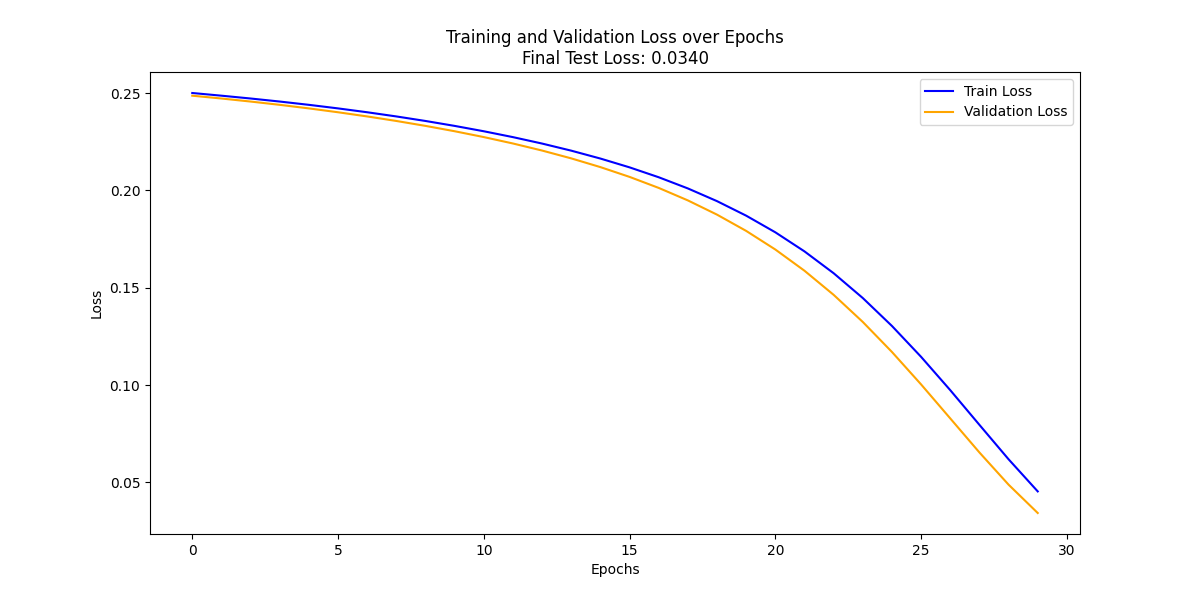 Training and Validation Loss over Epochs
Final Test Loss: 0.0340
Train Loss
Validation Loss
0.25
0.20
0.15
0.10
0.05
Loss
0
5
10
15
20
25
30
Epochs